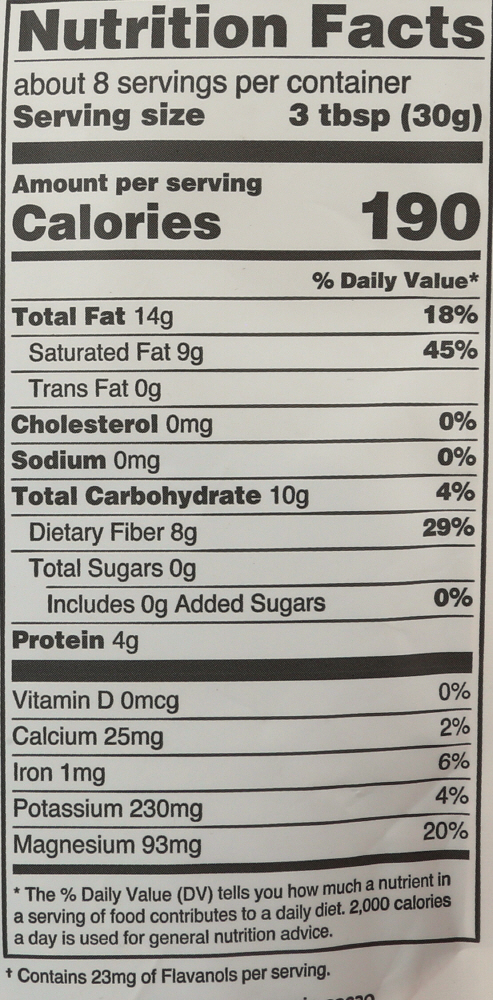 Nutrition Facts
about 8 servings per container
Serving size 3 tbsp (30g)
Amount per serving
Calories 190
% Daily Value*
Total Fat 14g 18%
Saturated Fat 9g 45%
Trans Fat 0g
Cholesterol 0mg 0%
Sodium 0mg 0%
Total Carbohydrate 10g 4%
Dietary Fiber 8g 29%
Total Sugars 0g
Includes 0g Added Sugars 0%
Protein 4g
Vitamin D 0mcg 0%
Calcium 25mg 2%
Iron 1mg 6%
Potassium 230mg 4%
Magnesium 93mg 20%
* The % Daily Value (DV) tells you how much a nutrient in
a serving of food contributes to a daily diet. 2,000 calories
a day is used for general nutrition advice.
† Contains 23mg of Flavanols per serving.